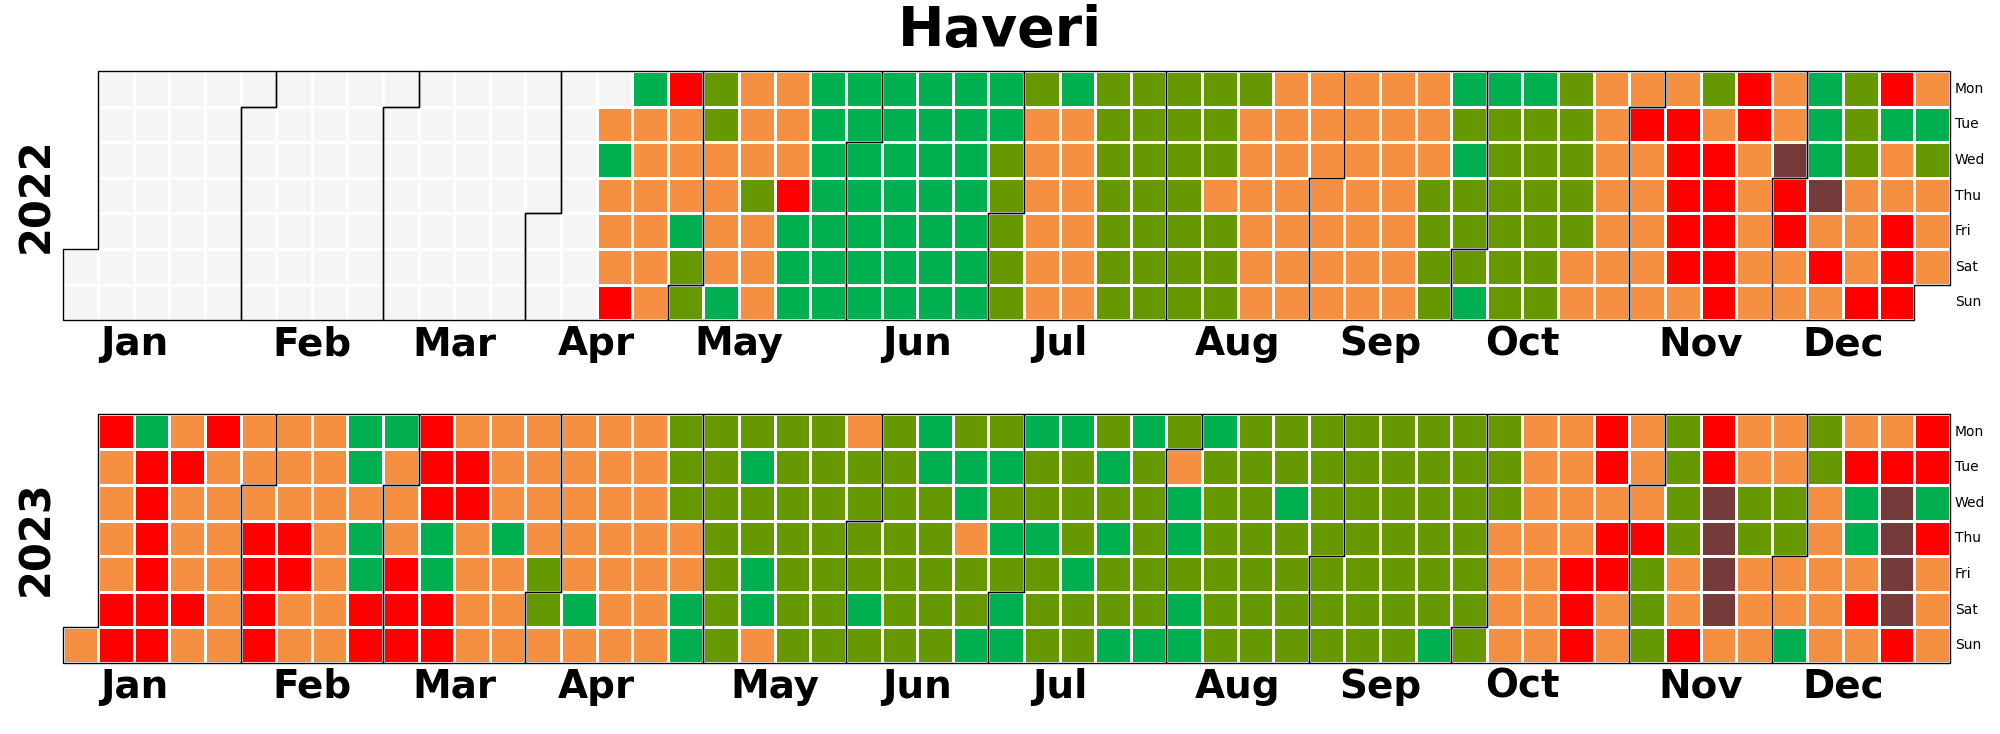 Haveri
2022
Mon
Tue
Wed
Thu
Fri
Sat
Sun
Jan Feb Mar Apr May Jun Jul Aug Sep Oct Nov Dec
2023
Mon
Tue
Wed
Thu
Fri
Sat
Sun
Jan Feb Mar Apr May Jun Jul Aug Sep Oct Nov Dec